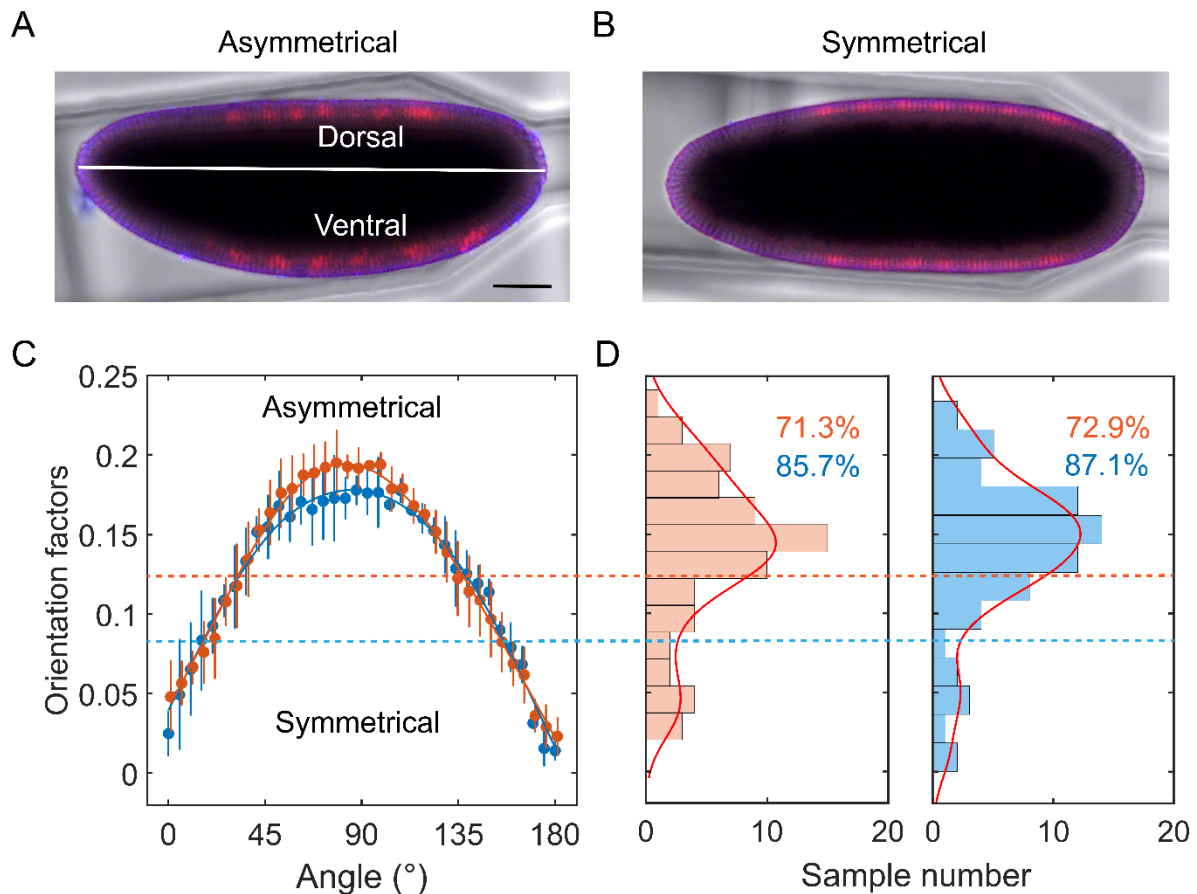 A
Asymmetrical
B
Symmetrical
Dorsal
Ventral
C
D
0.25
0.2
0.15
0.1
0.05
0
Orientation factors
Asymmetrical
Symmetrical
0 45 90 135 180
Angle (°)
71.3%
85.7%
0 10 20
72.9%
87.1%
0 10 20
Sample number